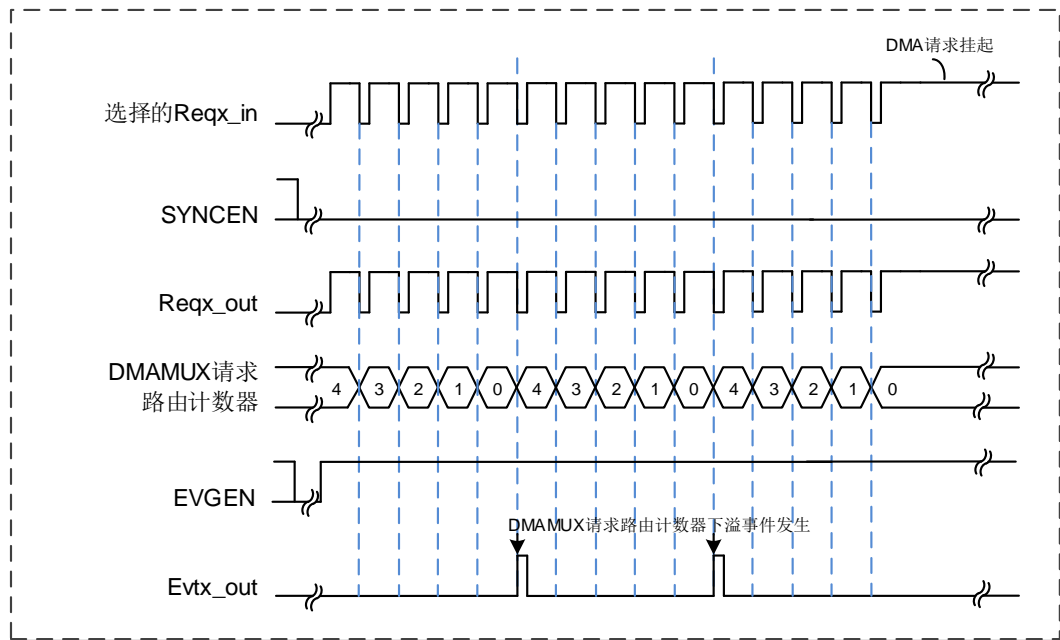 DMA请求挂起
选择的Reqx_in
SYNCEN
Reqx_out
DMAMUX请求
路由计数器
4 3 2 1 0 4 3 2 1 0 4 3 2 1 0
EVGEN
DMAMUX请求路由计数器下溢事件发生
Evtx_out